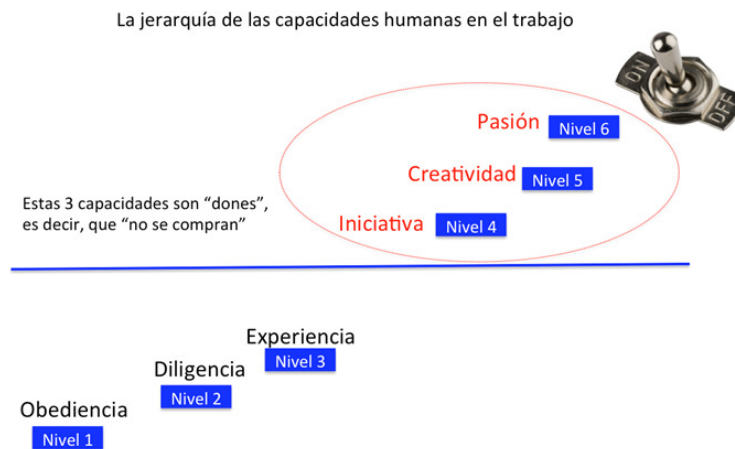 La jerarquía de las capacidades humanas en el trabajo
ON
OFF
Pasión
Nivel 6
Creatividad
Nivel 5
Estas 3 capacidades son “dones”,
es decir, que “no se compran”
Iniciativa
Nivel 4
Experiencia
Nivel 3
Diligencia
Nivel 2
Obediencia
Nivel 1